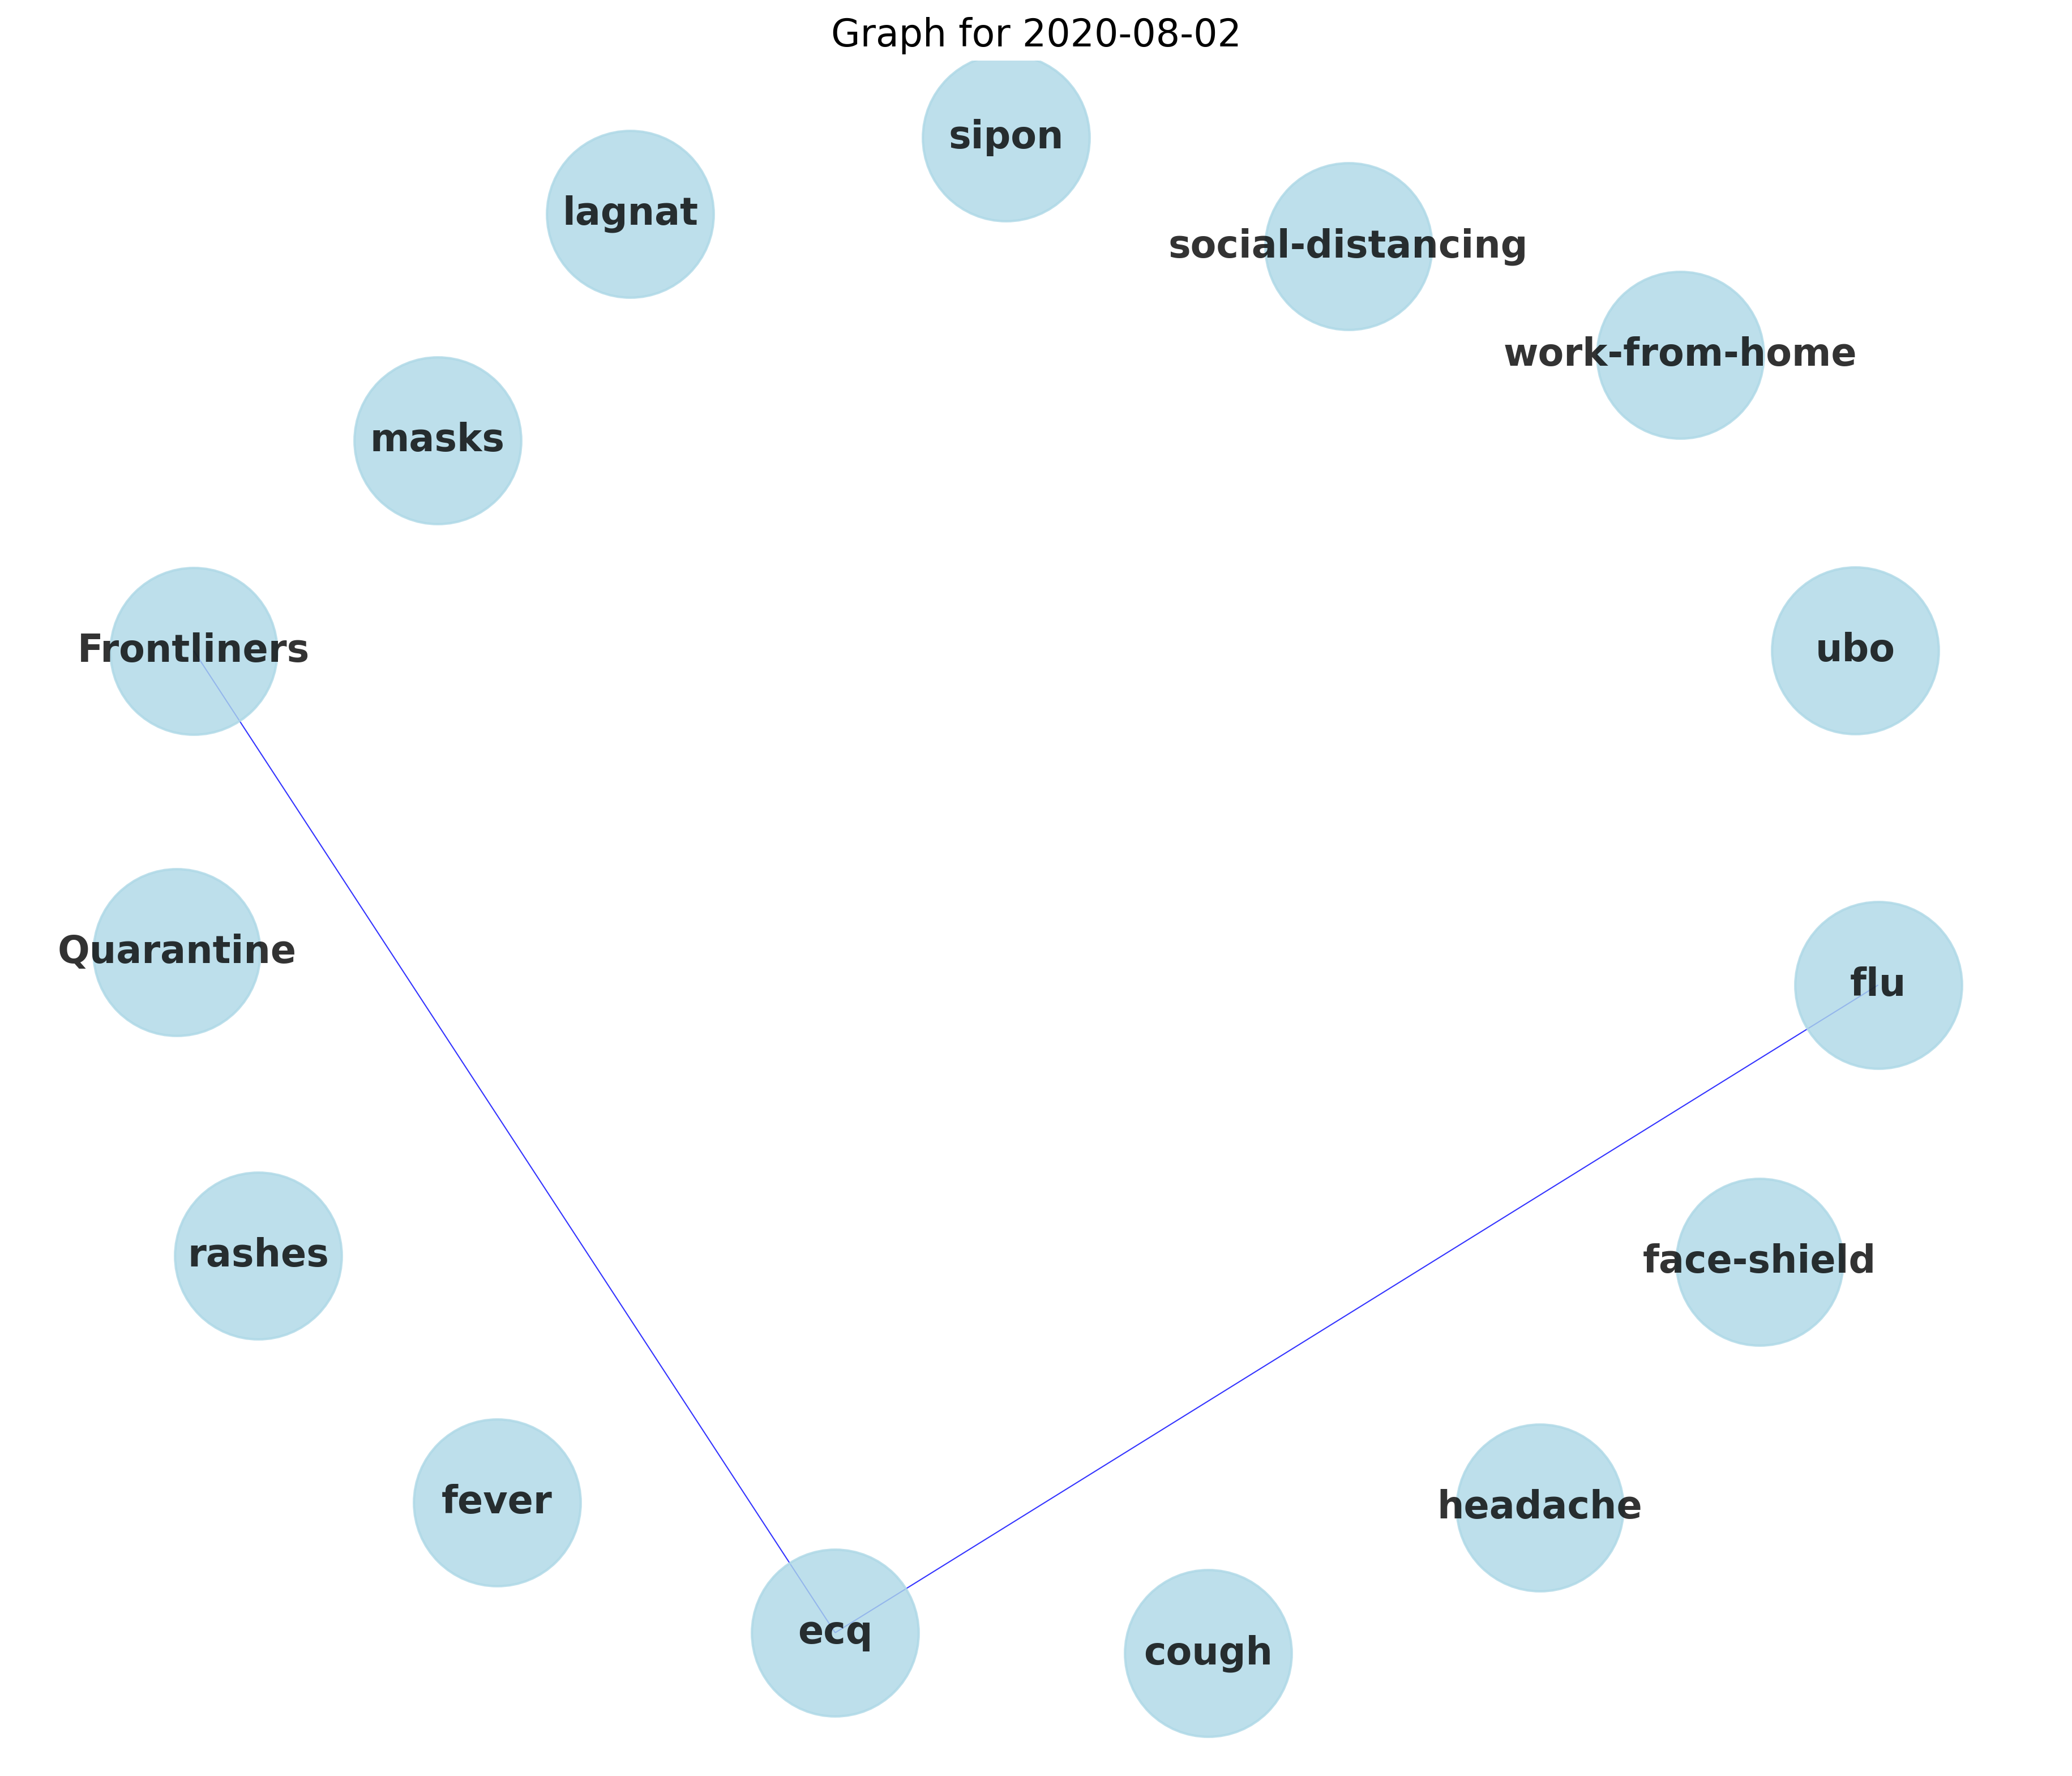 Graph for 2020-08-02
sipon
lagnat
social-distancing
work-from-home
masks
Frontliners
ubo
Quarantine
flu
rashes
face-shield
fever
headache
ecq
cough